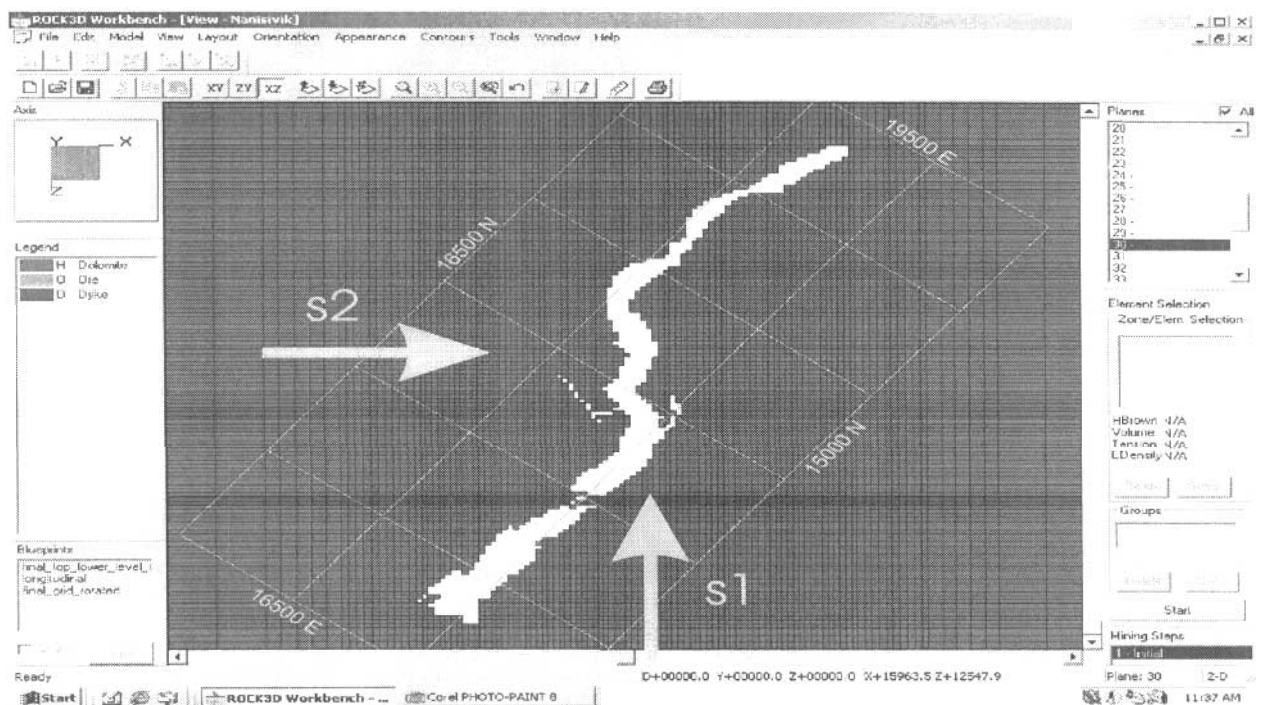 ROCK3D Workbench - [View - Nanisivik]
File Edit Model View Layout Orientation Appearance Contours Tools Window Help
XY ZY XZ
Axis
Y X
Z
Legend
H Dolomite
O Ore
D Dyke
Blueprints
final_top_lower_level_
longitudinal
final_grid_rotated
19500 E
16500 N
s2
15000 N
s1
16500 E
Planes All
20
21
22
23
24
25
26
27
28
29
30
31
32
33
Element Selection
Zone/Elem. Selection
HBrown N/A
Volume N/A
Tension N/A
EDensity N/A
Groups
Start
Mining Steps
1 - Initial
Ready
D+00000.0 Y+00000.0 Z+00000.0 X+15963.5 Z+12547.9
Plane: 30 2-D
Start ROCK3D Workbench - ... Corel PHOTO-PAINT 8 11:37 AM